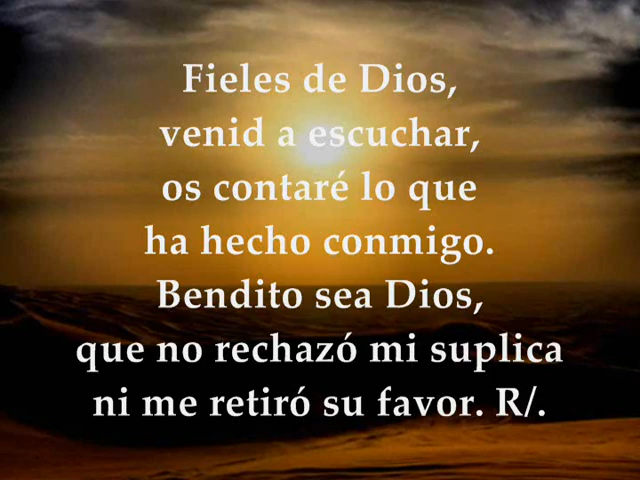 Fieles de Dios,
venid a escuchar,
os contaré lo que
ha hecho conmigo.
Bendito sea Dios,
que no rechazó mi suplica
ni me retiró su favor. R/.